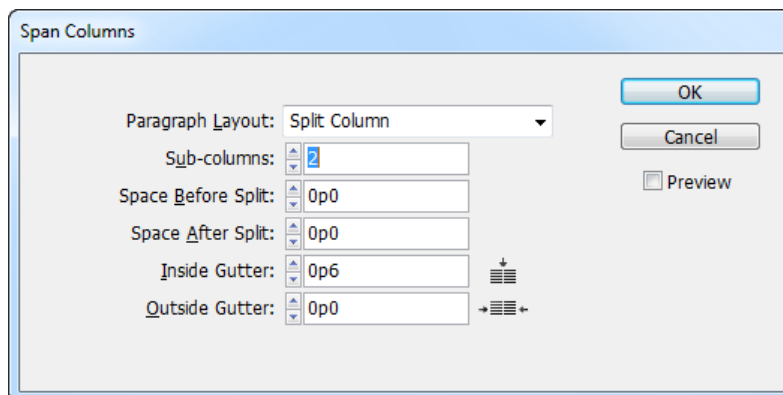 Span Columns
OK
Paragraph Layout: Split Column
Cancel
Sub-columns: 2
Preview
Space Before Split: 0p0
Space After Split: 0p0
Inside Gutter: 0p6
Outside Gutter: 0p0